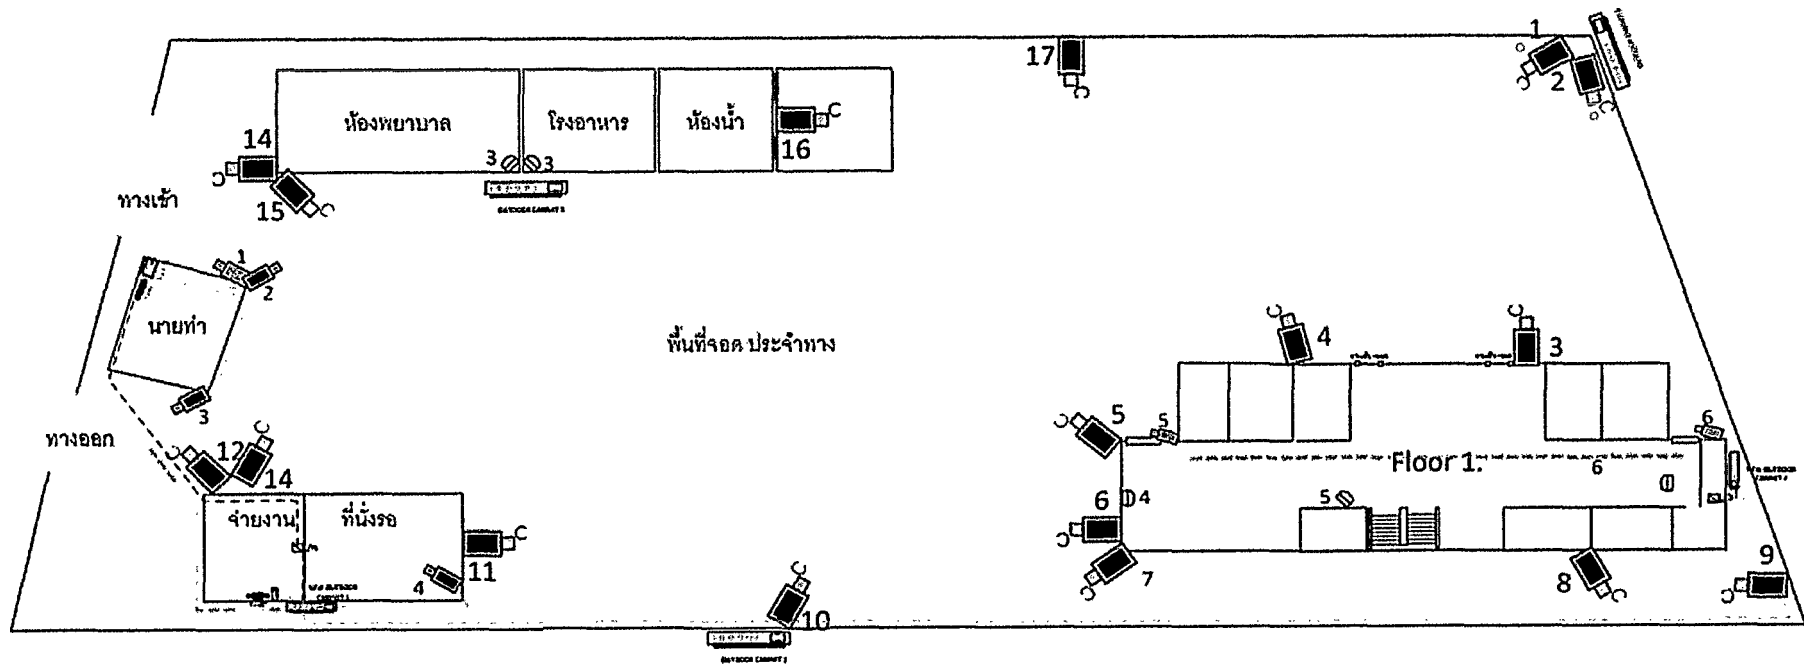 1
17
2
ห้องพยาบาล
โรงอาหาร
ห้องน้ำ
14
3
3
16
ทางเข้า
15
OUTDOOR CABINET
1
2
นายท่า
พื้นที่จอด ประจำทาง
4
3
3
5
5
6
ทางออก
12
14
Floor 1.
6
6
4
5
จ่ายงาน
ที่นั่งรอ
11
4
7
8
9
10
OUTDOOR CABINET